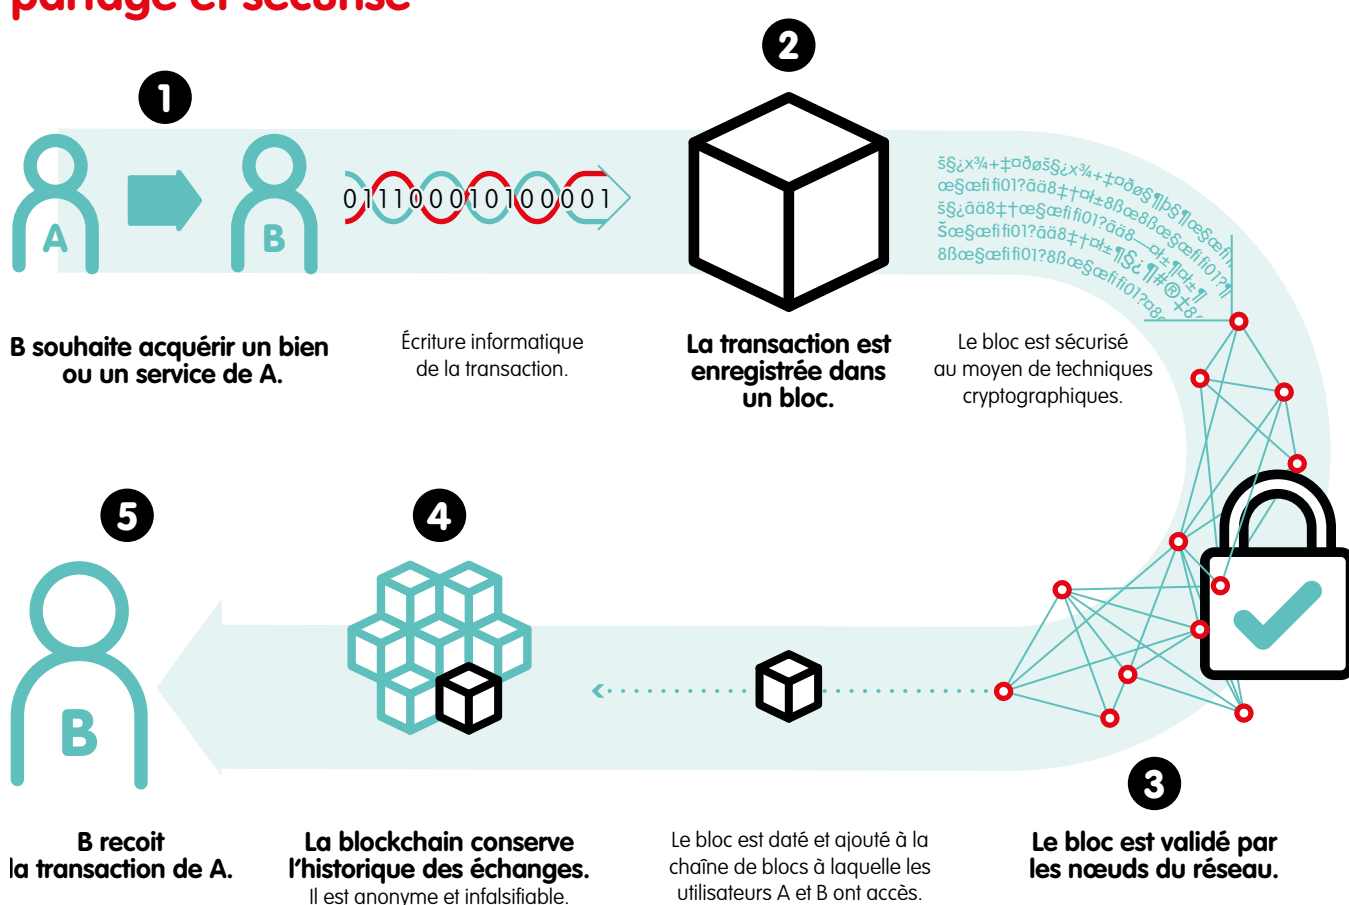 partagé et sécurisé
1
2
A
B
0111000101000001
B souhaite acquérir un bien
ou un service de A.
Écriture informatique
de la transaction.
La transaction est
enregistrée dans
un bloc.
Le bloc est sécurisé
au moyen de techniques
cryptographiques.
5
4
B
3
B recoit
la transaction de A.
La blockchain conserve
l’historique des échanges.
Il est anonyme et infalsifiable.
Le bloc est daté et ajouté à la
chaîne de blocs à laquelle les
utilisateurs A et B ont accès.
Le bloc est validé par
les nœuds du réseau.